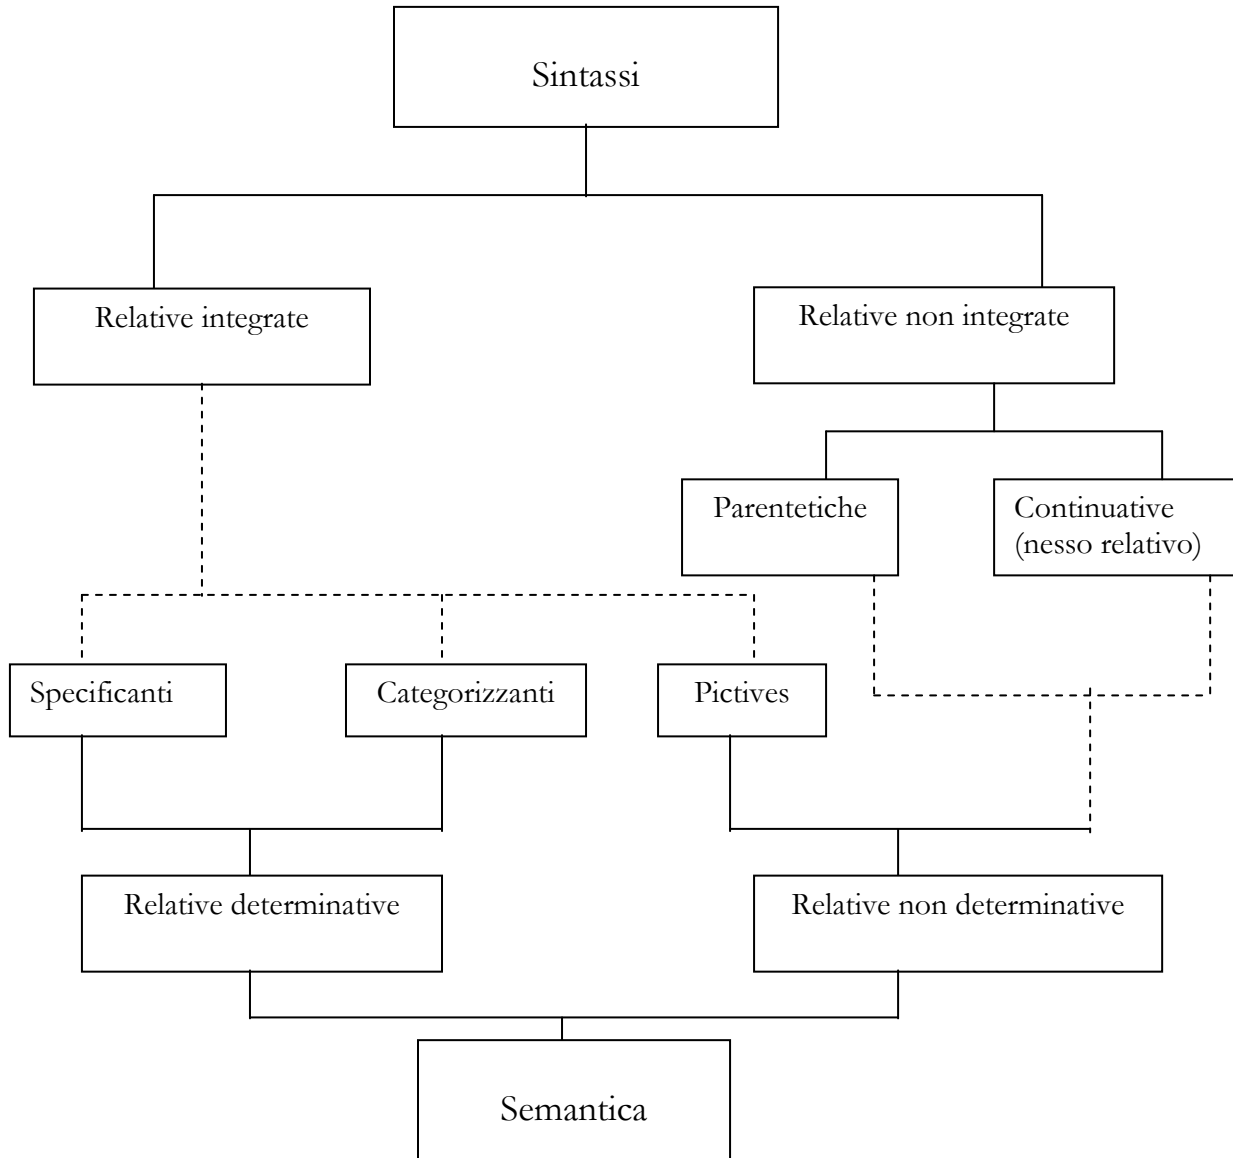 Sintassi
Relative integrate
Relative non integrate
Parentetiche
Continuative
(nesso relativo)
Specificanti
Categorizzanti
Pictives
Relative determinative
Relative non determinative
Semantica